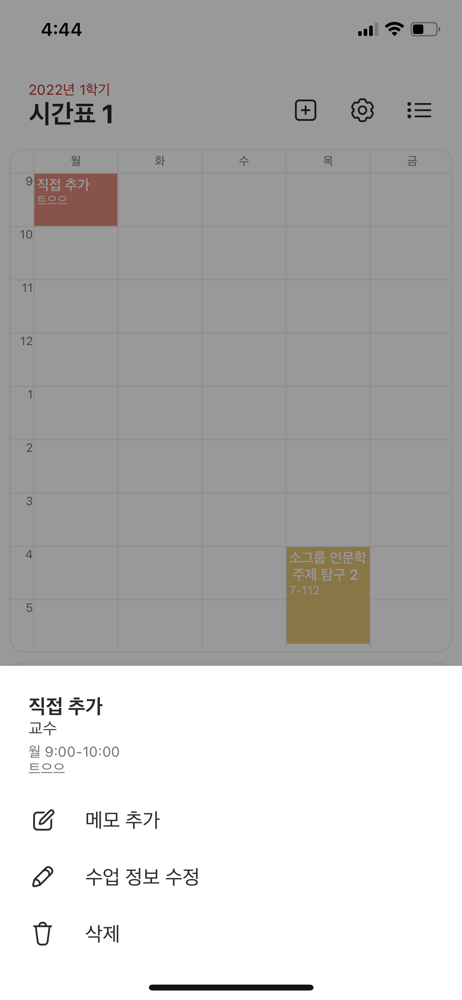 4:44
2022년 1학기
시간표 1
월 화 수 목 금
9
직접 추가
트으으
10
11
12
1
2
3
4
소그룹 인문학
주제 탐구 2
7-112
5
직접 추가
교수
월 9:00-10:00
트으으
메모 추가
수업 정보 수정
삭제